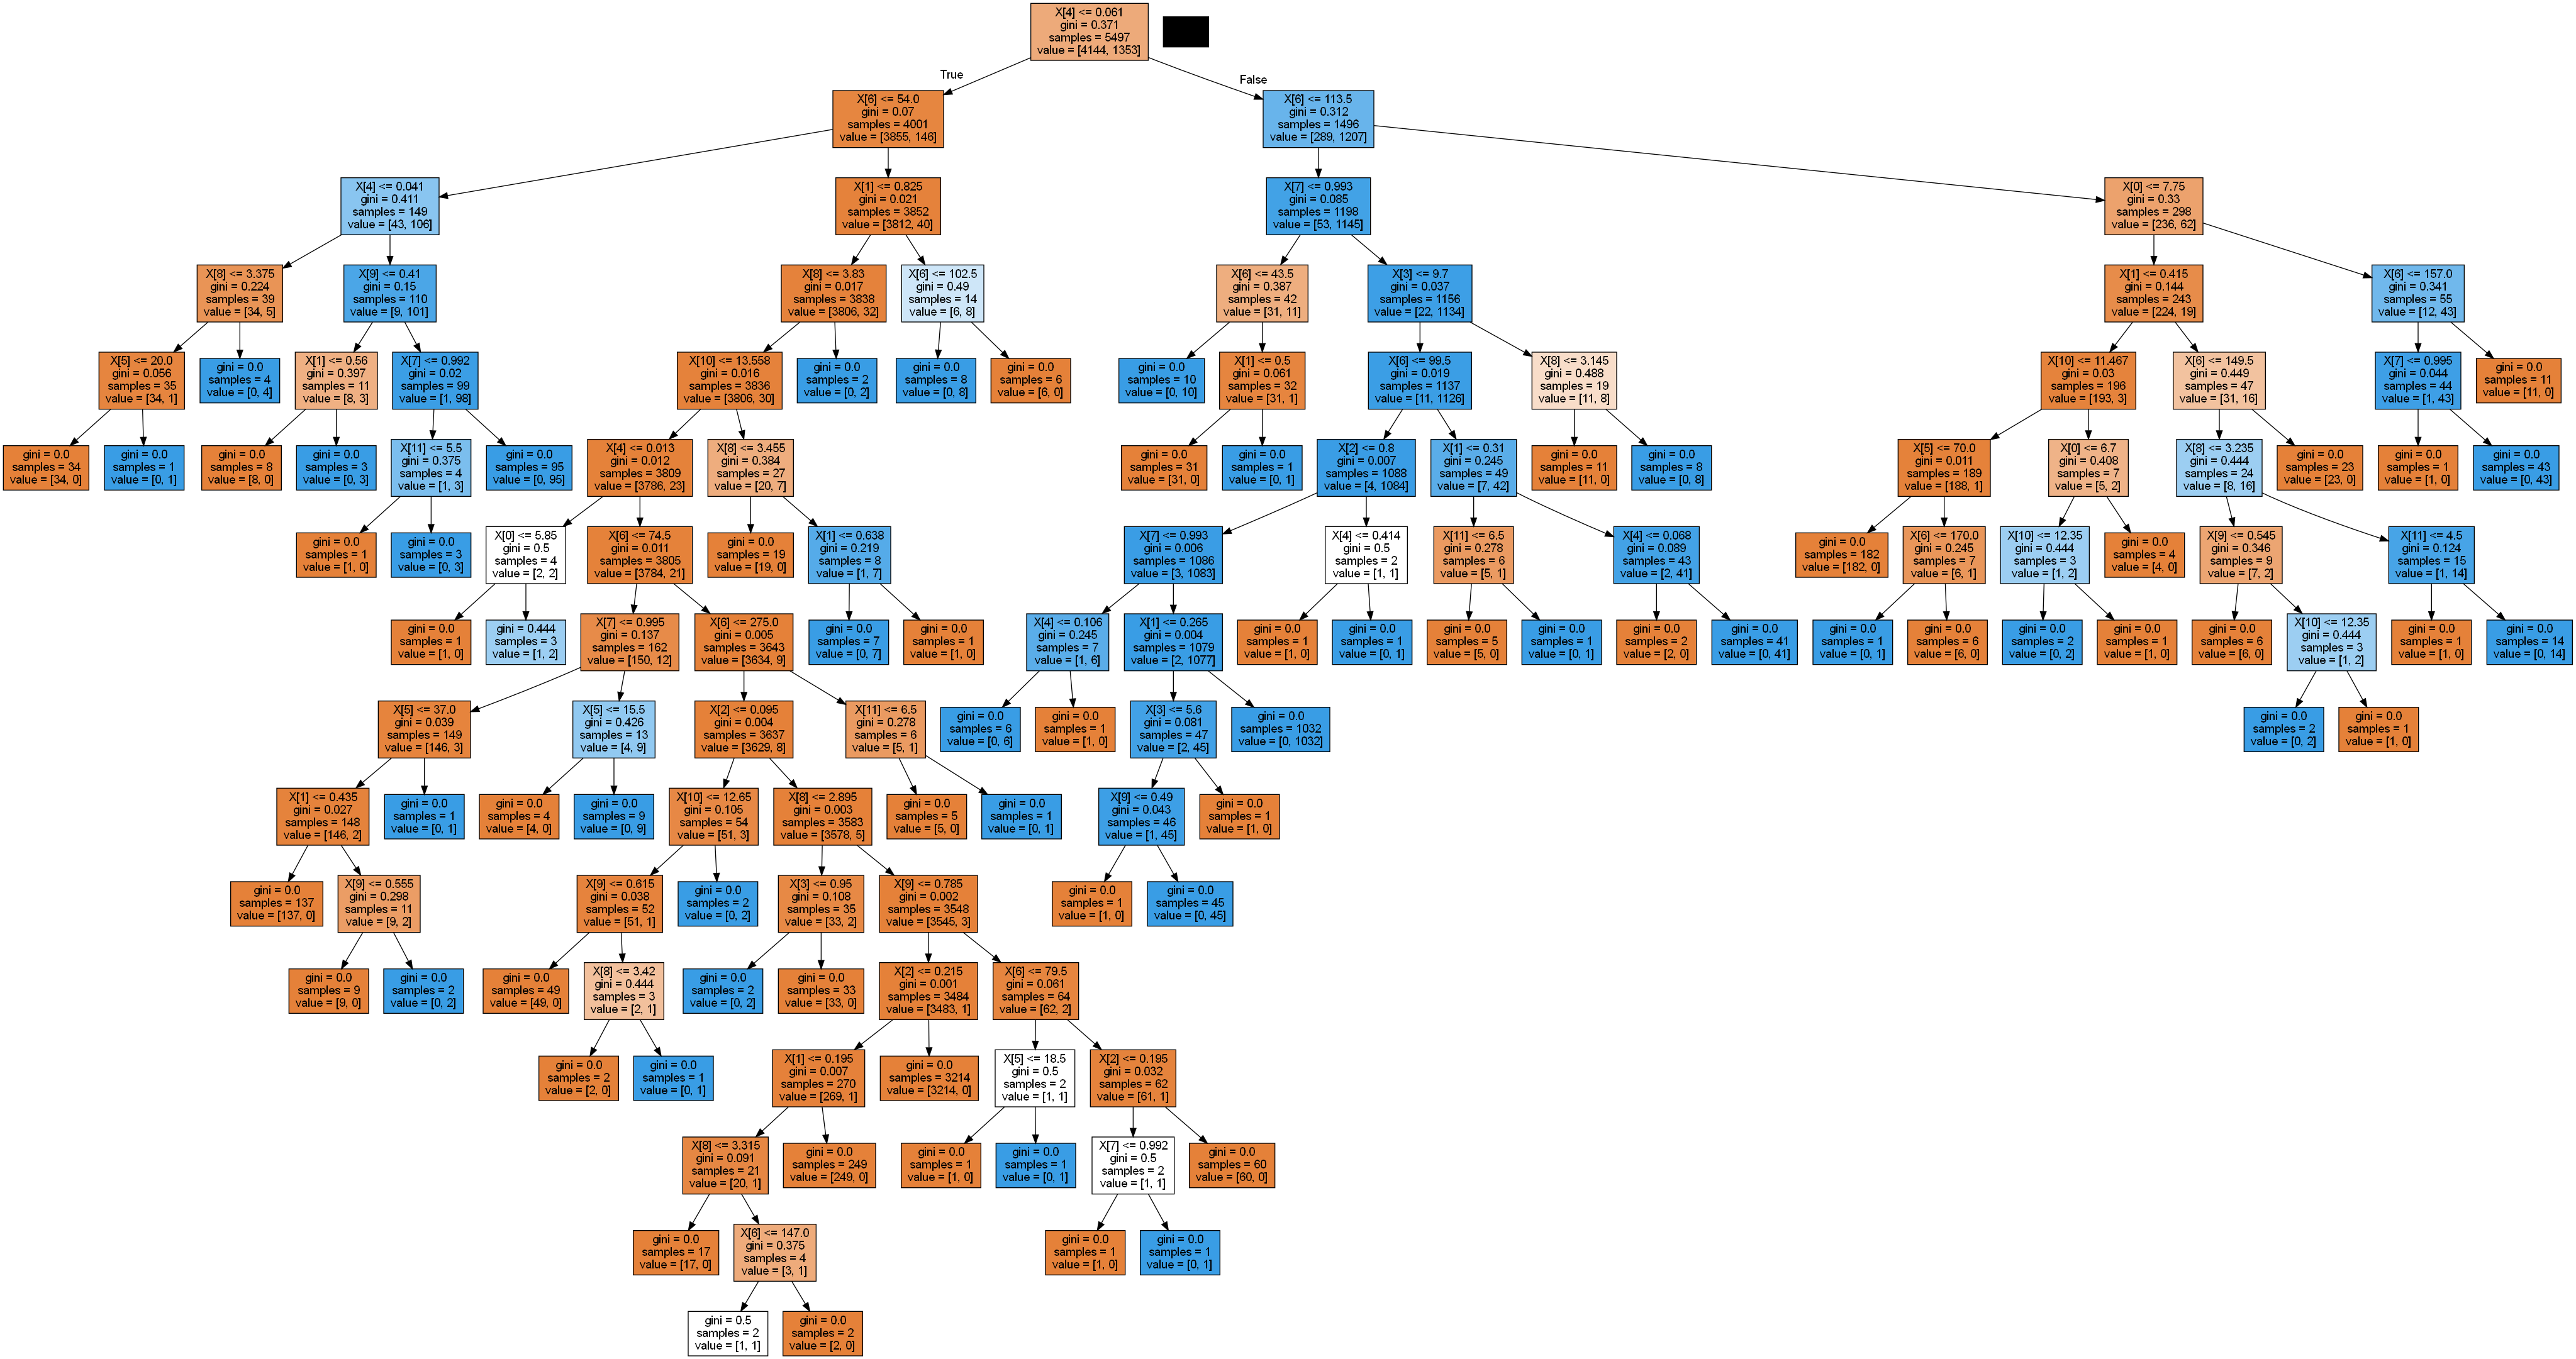 X[4] <= 0.061
gini = 0.371
samples = 5497
value = [4144, 1353]
True
False
X[6] <= 54.0
gini = 0.07
samples = 4001
value = [3855, 146]
X[6] <= 113.5
gini = 0.312
samples = 1496
value = [289, 1207]
X[4] <= 0.041
gini = 0.411
samples = 149
value = [43, 106]
X[1] <= 0.825
gini = 0.021
samples = 3852
value = [3812, 40]
X[7] <= 0.993
gini = 0.085
samples = 1198
value = [53, 1145]
X[0] <= 7.75
gini = 0.33
samples = 298
value = [236, 62]
X[8] <= 3.375
gini = 0.224
samples = 39
value = [34, 5]
X[9] <= 0.41
gini = 0.15
samples = 110
value = [9, 101]
X[8] <= 3.83
gini = 0.017
samples = 3838
value = [3806, 32]
X[6] <= 102.5
gini = 0.49
samples = 14
value = [6, 8]
X[6] <= 43.5
gini = 0.387
samples = 42
value = [31, 11]
X[3] <= 9.7
gini = 0.037
samples = 1156
value = [22, 1134]
X[1] <= 0.415
gini = 0.144
samples = 243
value = [224, 19]
X[6] <= 157.0
gini = 0.341
samples = 55
value = [12, 43]
X[5] <= 20.0
gini = 0.056
samples = 35
value = [34, 1]
gini = 0.0
samples = 4
value = [0, 4]
X[1] <= 0.56
gini = 0.397
samples = 11
value = [8, 3]
X[7] <= 0.992
gini = 0.02
samples = 99
value = [1, 98]
X[10] <= 13.558
gini = 0.016
samples = 3836
value = [3806, 30]
gini = 0.0
samples = 2
value = [0, 2]
gini = 0.0
samples = 8
value = [0, 8]
gini = 0.0
samples = 6
value = [6, 0]
gini = 0.0
samples = 10
value = [0, 10]
X[1] <= 0.5
gini = 0.061
samples = 32
value = [31, 1]
X[6] <= 99.5
gini = 0.019
samples = 1137
value = [11, 1126]
X[8] <= 3.145
gini = 0.488
samples = 19
value = [11, 8]
X[10] <= 11.467
gini = 0.03
samples = 196
value = [193, 3]
X[6] <= 149.5
gini = 0.449
samples = 47
value = [31, 16]
X[7] <= 0.995
gini = 0.044
samples = 44
value = [1, 43]
gini = 0.0
samples = 11
value = [11, 0]
gini = 0.0
samples = 34
value = [34, 0]
gini = 0.0
samples = 1
value = [0, 1]
gini = 0.0
samples = 8
value = [8, 0]
gini = 0.0
samples = 3
value = [0, 3]
X[11] <= 5.5
gini = 0.375
samples = 4
value = [1, 3]
gini = 0.0
samples = 95
value = [0, 95]
X[4] <= 0.013
gini = 0.012
samples = 3809
value = [3786, 23]
X[8] <= 3.455
gini = 0.384
samples = 27
value = [20, 7]
gini = 0.0
samples = 31
value = [31, 0]
gini = 0.0
samples = 1
value = [0, 1]
X[2] <= 0.8
gini = 0.007
samples = 1088
value = [4, 1084]
X[1] <= 0.31
gini = 0.245
samples = 49
value = [7, 42]
gini = 0.0
samples = 11
value = [11, 0]
gini = 0.0
samples = 8
value = [0, 8]
X[5] <= 70.0
gini = 0.011
samples = 189
value = [188, 1]
X[0] <= 6.7
gini = 0.408
samples = 7
value = [5, 2]
X[8] <= 3.235
gini = 0.444
samples = 24
value = [8, 16]
gini = 0.0
samples = 23
value = [23, 0]
gini = 0.0
samples = 1
value = [1, 0]
gini = 0.0
samples = 43
value = [0, 43]
gini = 0.0
samples = 1
value = [1, 0]
gini = 0.0
samples = 3
value = [0, 3]
X[0] <= 5.85
gini = 0.5
samples = 4
value = [2, 2]
X[6] <= 74.5
gini = 0.011
samples = 3805
value = [3784, 21]
gini = 0.0
samples = 19
value = [19, 0]
X[1] <= 0.638
gini = 0.219
samples = 8
value = [1, 7]
X[7] <= 0.993
gini = 0.006
samples = 1086
value = [3, 1083]
X[4] <= 0.414
gini = 0.5
samples = 2
value = [1, 1]
X[11] <= 6.5
gini = 0.278
samples = 6
value = [5, 1]
X[4] <= 0.068
gini = 0.089
samples = 43
value = [2, 41]
gini = 0.0
samples = 182
value = [182, 0]
X[6] <= 170.0
gini = 0.245
samples = 7
value = [6, 1]
X[10] <= 12.35
gini = 0.444
samples = 3
value = [1, 2]
gini = 0.0
samples = 4
value = [4, 0]
X[9] <= 0.545
gini = 0.346
samples = 9
value = [7, 2]
X[11] <= 4.5
gini = 0.124
samples = 15
value = [1, 14]
gini = 0.0
samples = 1
value = [1, 0]
gini = 0.444
samples = 3
value = [1, 2]
X[7] <= 0.995
gini = 0.137
samples = 162
value = [150, 12]
X[6] <= 275.0
gini = 0.005
samples = 3643
value = [3634, 9]
gini = 0.0
samples = 7
value = [0, 7]
gini = 0.0
samples = 1
value = [1, 0]
X[4] <= 0.106
gini = 0.245
samples = 7
value = [1, 6]
X[1] <= 0.265
gini = 0.004
samples = 1079
value = [2, 1077]
gini = 0.0
samples = 1
value = [1, 0]
gini = 0.0
samples = 1
value = [0, 1]
gini = 0.0
samples = 5
value = [5, 0]
gini = 0.0
samples = 1
value = [0, 1]
gini = 0.0
samples = 2
value = [2, 0]
gini = 0.0
samples = 41
value = [0, 41]
gini = 0.0
samples = 1
value = [0, 1]
gini = 0.0
samples = 6
value = [6, 0]
gini = 0.0
samples = 2
value = [0, 2]
gini = 0.0
samples = 1
value = [1, 0]
gini = 0.0
samples = 6
value = [6, 0]
X[10] <= 12.35
gini = 0.444
samples = 3
value = [1, 2]
gini = 0.0
samples = 1
value = [1, 0]
gini = 0.0
samples = 14
value = [0, 14]
X[5] <= 37.0
gini = 0.039
samples = 149
value = [146, 3]
X[5] <= 15.5
gini = 0.426
samples = 13
value = [4, 9]
X[2] <= 0.095
gini = 0.004
samples = 3637
value = [3629, 8]
X[11] <= 6.5
gini = 0.278
samples = 6
value = [5, 1]
gini = 0.0
samples = 6
value = [0, 6]
gini = 0.0
samples = 1
value = [1, 0]
X[3] <= 5.6
gini = 0.081
samples = 47
value = [2, 45]
gini = 0.0
samples = 1032
value = [0, 1032]
gini = 0.0
samples = 2
value = [0, 2]
gini = 0.0
samples = 1
value = [1, 0]
X[1] <= 0.435
gini = 0.027
samples = 148
value = [146, 2]
gini = 0.0
samples = 1
value = [0, 1]
gini = 0.0
samples = 4
value = [4, 0]
gini = 0.0
samples = 9
value = [0, 9]
X[10] <= 12.65
gini = 0.105
samples = 54
value = [51, 3]
X[8] <= 2.895
gini = 0.003
samples = 3583
value = [3578, 5]
gini = 0.0
samples = 5
value = [5, 0]
gini = 0.0
samples = 1
value = [0, 1]
X[9] <= 0.49
gini = 0.043
samples = 46
value = [1, 45]
gini = 0.0
samples = 1
value = [1, 0]
gini = 0.0
samples = 137
value = [137, 0]
X[9] <= 0.555
gini = 0.298
samples = 11
value = [9, 2]
X[9] <= 0.615
gini = 0.038
samples = 52
value = [51, 1]
gini = 0.0
samples = 2
value = [0, 2]
X[3] <= 0.95
gini = 0.108
samples = 35
value = [33, 2]
X[9] <= 0.785
gini = 0.002
samples = 3548
value = [3545, 3]
gini = 0.0
samples = 1
value = [1, 0]
gini = 0.0
samples = 45
value = [0, 45]
gini = 0.0
samples = 9
value = [9, 0]
gini = 0.0
samples = 2
value = [0, 2]
gini = 0.0
samples = 49
value = [49, 0]
X[8] <= 3.42
gini = 0.444
samples = 3
value = [2, 1]
gini = 0.0
samples = 2
value = [0, 2]
gini = 0.0
samples = 33
value = [33, 0]
X[2] <= 0.215
gini = 0.001
samples = 3484
value = [3483, 1]
X[6] <= 79.5
gini = 0.061
samples = 64
value = [62, 2]
gini = 0.0
samples = 2
value = [2, 0]
gini = 0.0
samples = 1
value = [0, 1]
X[1] <= 0.195
gini = 0.007
samples = 270
value = [269, 1]
gini = 0.0
samples = 3214
value = [3214, 0]
X[5] <= 18.5
gini = 0.5
samples = 2
value = [1, 1]
X[2] <= 0.195
gini = 0.032
samples = 62
value = [61, 1]
X[8] <= 3.315
gini = 0.091
samples = 21
value = [20, 1]
gini = 0.0
samples = 249
value = [249, 0]
gini = 0.0
samples = 1
value = [1, 0]
gini = 0.0
samples = 1
value = [0, 1]
X[7] <= 0.992
gini = 0.5
samples = 2
value = [1, 1]
gini = 0.0
samples = 60
value = [60, 0]
gini = 0.0
samples = 17
value = [17, 0]
X[6] <= 147.0
gini = 0.375
samples = 4
value = [3, 1]
gini = 0.0
samples = 1
value = [1, 0]
gini = 0.0
samples = 1
value = [0, 1]
gini = 0.5
samples = 2
value = [1, 1]
gini = 0.0
samples = 2
value = [2, 0]